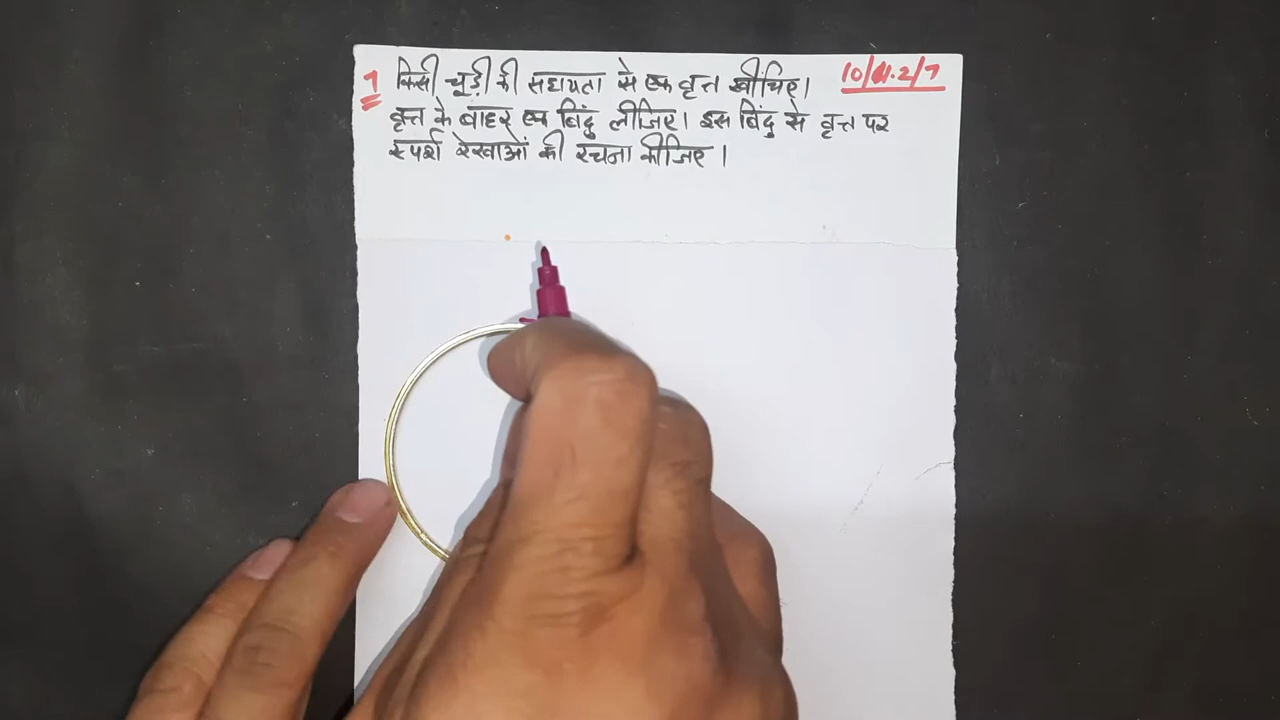 1 किसी चूड़ी की सहायता से एक वृत्त खींचिए। 10/11.2/7
वृत्त के बाहर एक बिंदु लीजिए। इस बिंदु से वृत्त पर
स्पर्श रेखाओं की रचना कीजिए।